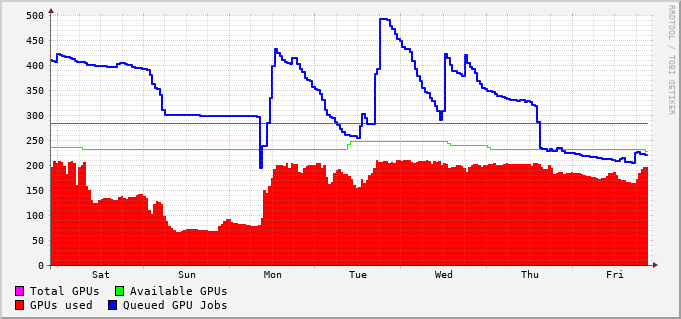 500
450
400
350
300
250
200
150
100
50
0
Sat Sun Mon Tue Wed Thu Fri
Total GPUs Available GPUs
GPUs used Queued GPU Jobs
RRDTOOL / TOBI OETIKER